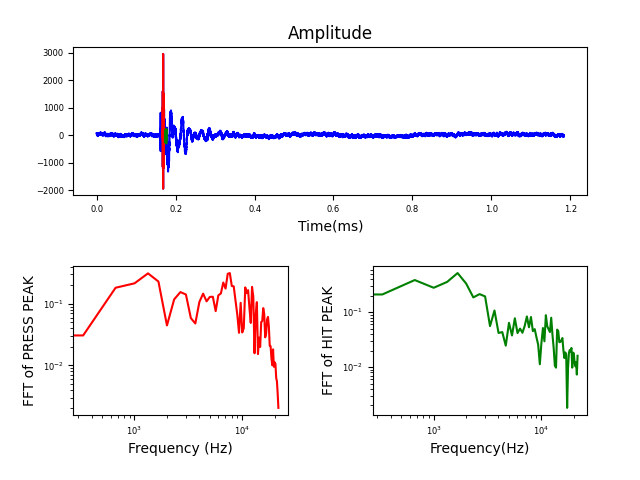 Amplitude
3000
2000
1000
0
−1000
−2000
0.0 0.2 0.4 0.6 0.8 1.0 1.2
Time(ms)
FFT of PRESS PEAK
10⁻¹
10⁻²
10³ 10⁴
Frequency (Hz)
FFT of HIT PEAK
10⁻¹
10⁻²
10³ 10⁴
Frequency(Hz)